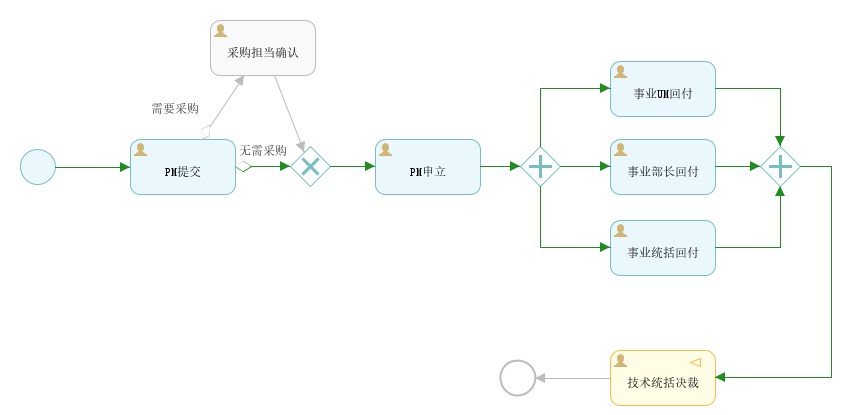 采购担当确认
需要采购
无需采购
PM提交
PM申立
事业UM回付
事业部长回付
事业统括回付
技术统括决裁